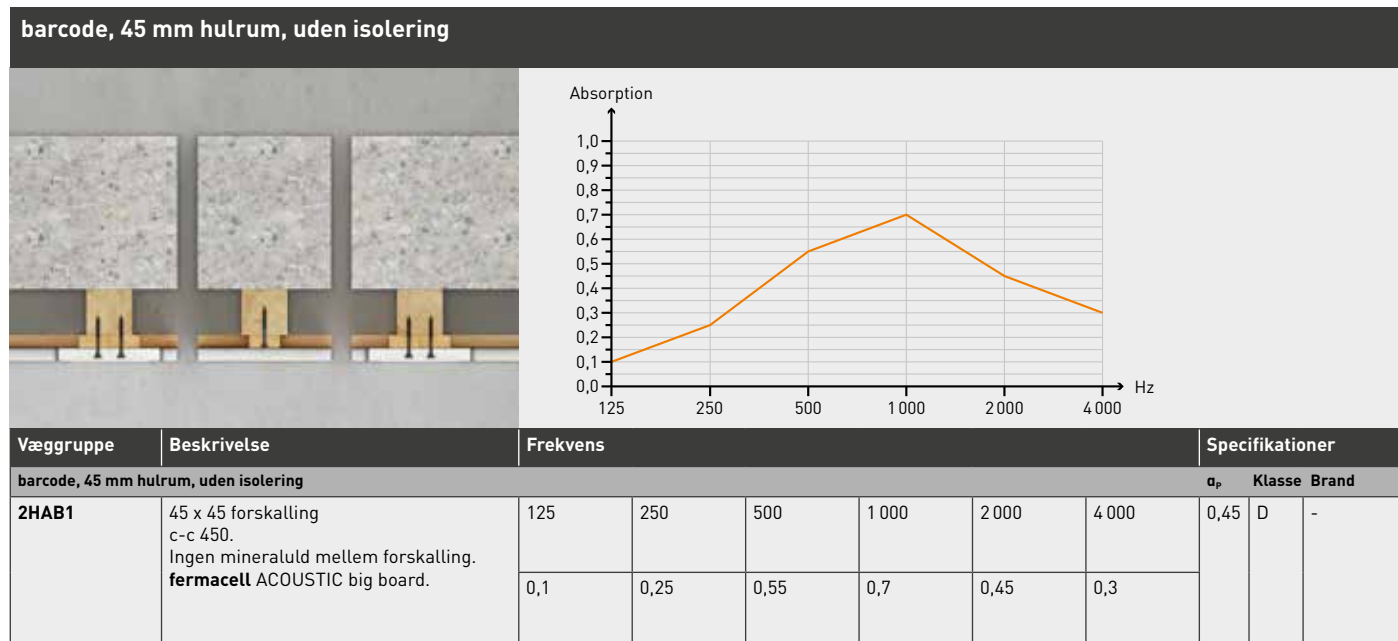 barcode, 45 mm hulrum, uden isolering
Absorption
1,0
0,9
0,8
0,7
0,6
0,5
0,4
0,3
0,2
0,1
0,0
Hz
125 250 500 1 000 2 000 4 000
Væggruppe Beskrivelse Frekvens Specifikationer
barcode, 45 mm hulrum, uden isolering αP Klasse Brand
2HAB1 45 x 45 forskalling 125 250 500 1 000 2 000 4 000 0,45 D -
c-c 450.
Ingen mineraluld mellem forskalling.
fermacell ACOUSTIC big board. 0,1 0,25 0,55 0,7 0,45 0,3